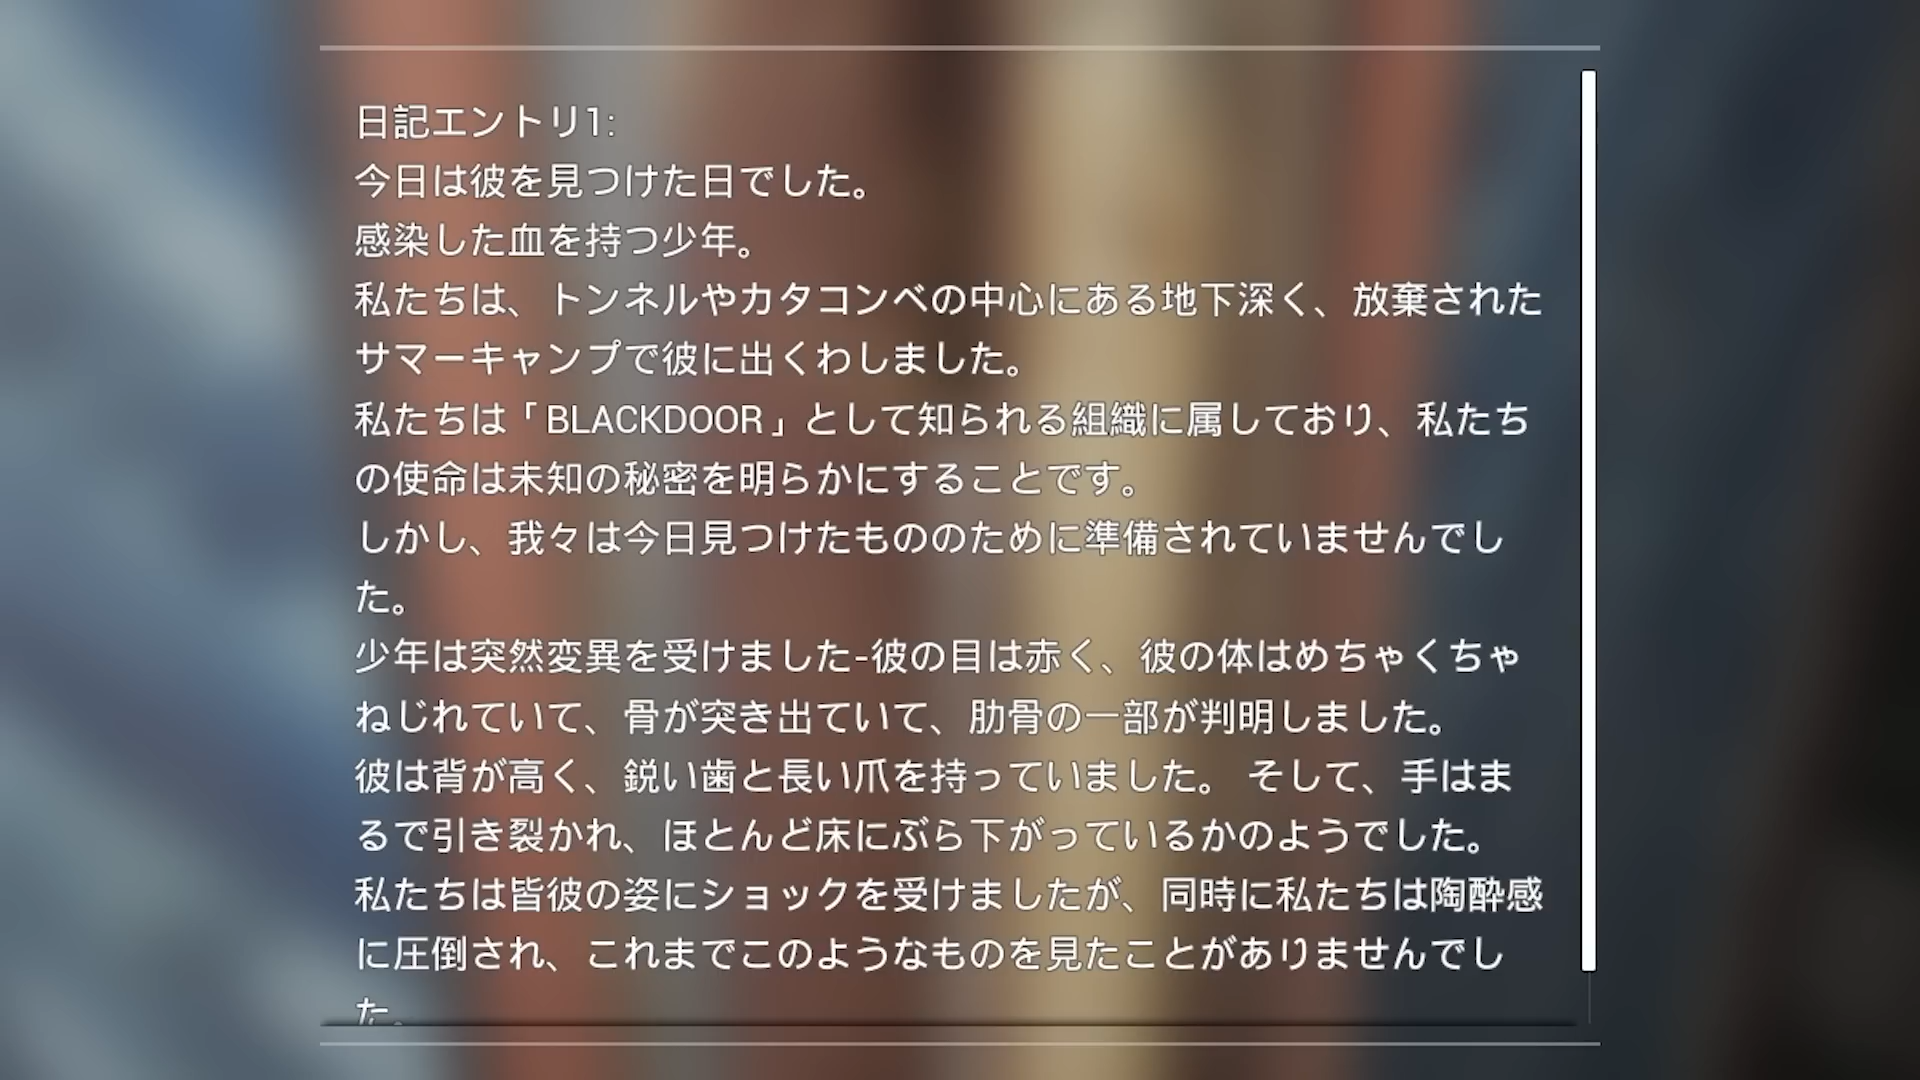 日記エントリ1:
今日は彼を見つけた日でした。
感染した血を持つ少年。
私たちは、トンネルやカタコンベの中心にある地下深く、放棄された
サマーキャンプで彼に出くわしました。
私たちは「BLACKDOOR」として知られる組織に属しており、私たち
の使命は未知の秘密を明らかにすることです。
しかし、我々は今日見つけたもののために準備されていませんでし
た。
少年は突然変異を受けました-彼の目は赤く、彼の体はめちゃくちゃ
ねじれていて、骨が突き出ていて、肋骨の一部が判明しました。
彼は背が高く、鋭い歯と長い爪を持っていました。 そして、手はま
るで引き裂かれ、ほとんど床にぶら下がっているかのようでした。
私たちは皆彼の姿にショックを受けましたが、同時に私たちは陶酔感
に圧倒され、これまでこのようなものを見たことがありませんでし
た。